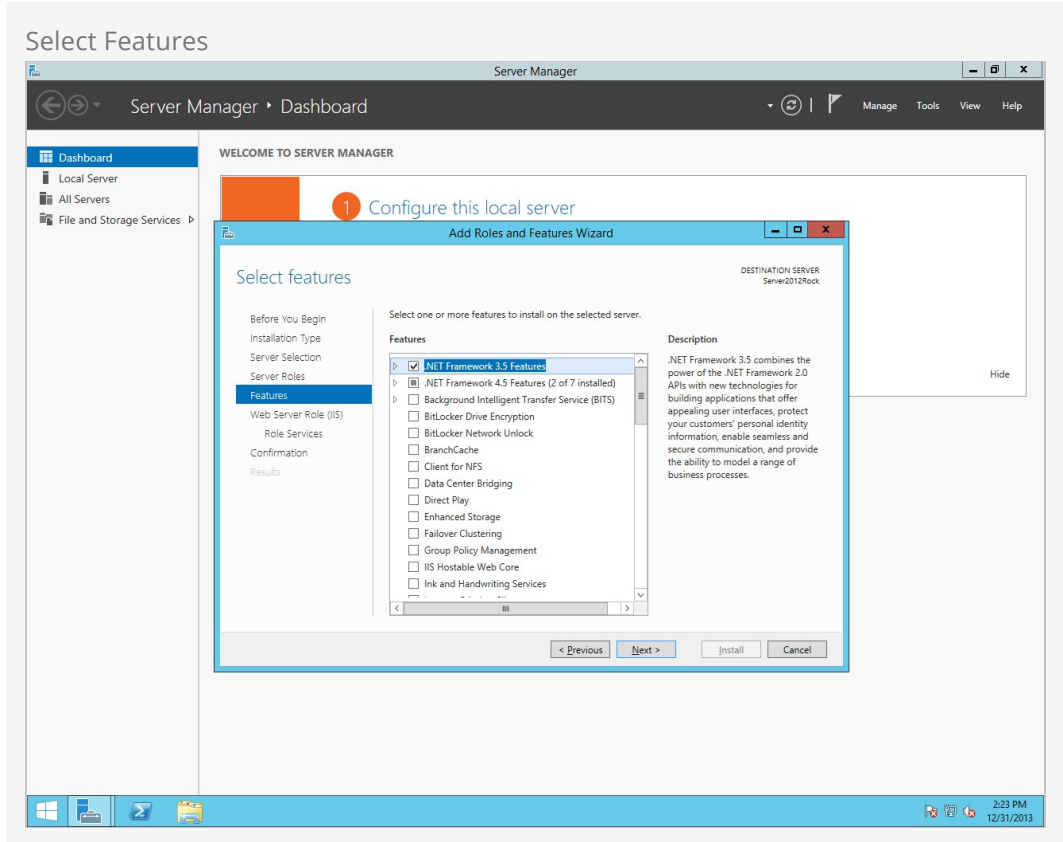 Select Features
Server Manager
Server Manager • Dashboard
Manage Tools View Help
Dashboard
Local Server
All Servers
File and Storage Services
WELCOME TO SERVER MANAGER
1 Configure this local server
Hide
Add Roles and Features Wizard
Select features
DESTINATION SERVER
Server2012Rock
Before You Begin
Installation Type
Server Selection
Server Roles
Features
Web Server Role (IIS)
Role Services
Confirmation
Results
Select one or more features to install on the selected server.
Features
.NET Framework 3.5 Features
.NET Framework 4.5 Features (2 of 7 installed)
Background Intelligent Transfer Service (BITS)
BitLocker Drive Encryption
BitLocker Network Unlock
BranchCache
Client for NFS
Data Center Bridging
Direct Play
Enhanced Storage
Failover Clustering
Group Policy Management
IIS Hostable Web Core
Ink and Handwriting Services
Description
.NET Framework 3.5 combines the
power of the .NET Framework 2.0
APIs with new technologies for
building applications that offer
appealing user interfaces, protect
your customers' personal identity
information, enable seamless and
secure communication, and provide
the ability to model a range of
business processes.
< Previous Next > Install Cancel
2:23 PM
12/31/2013